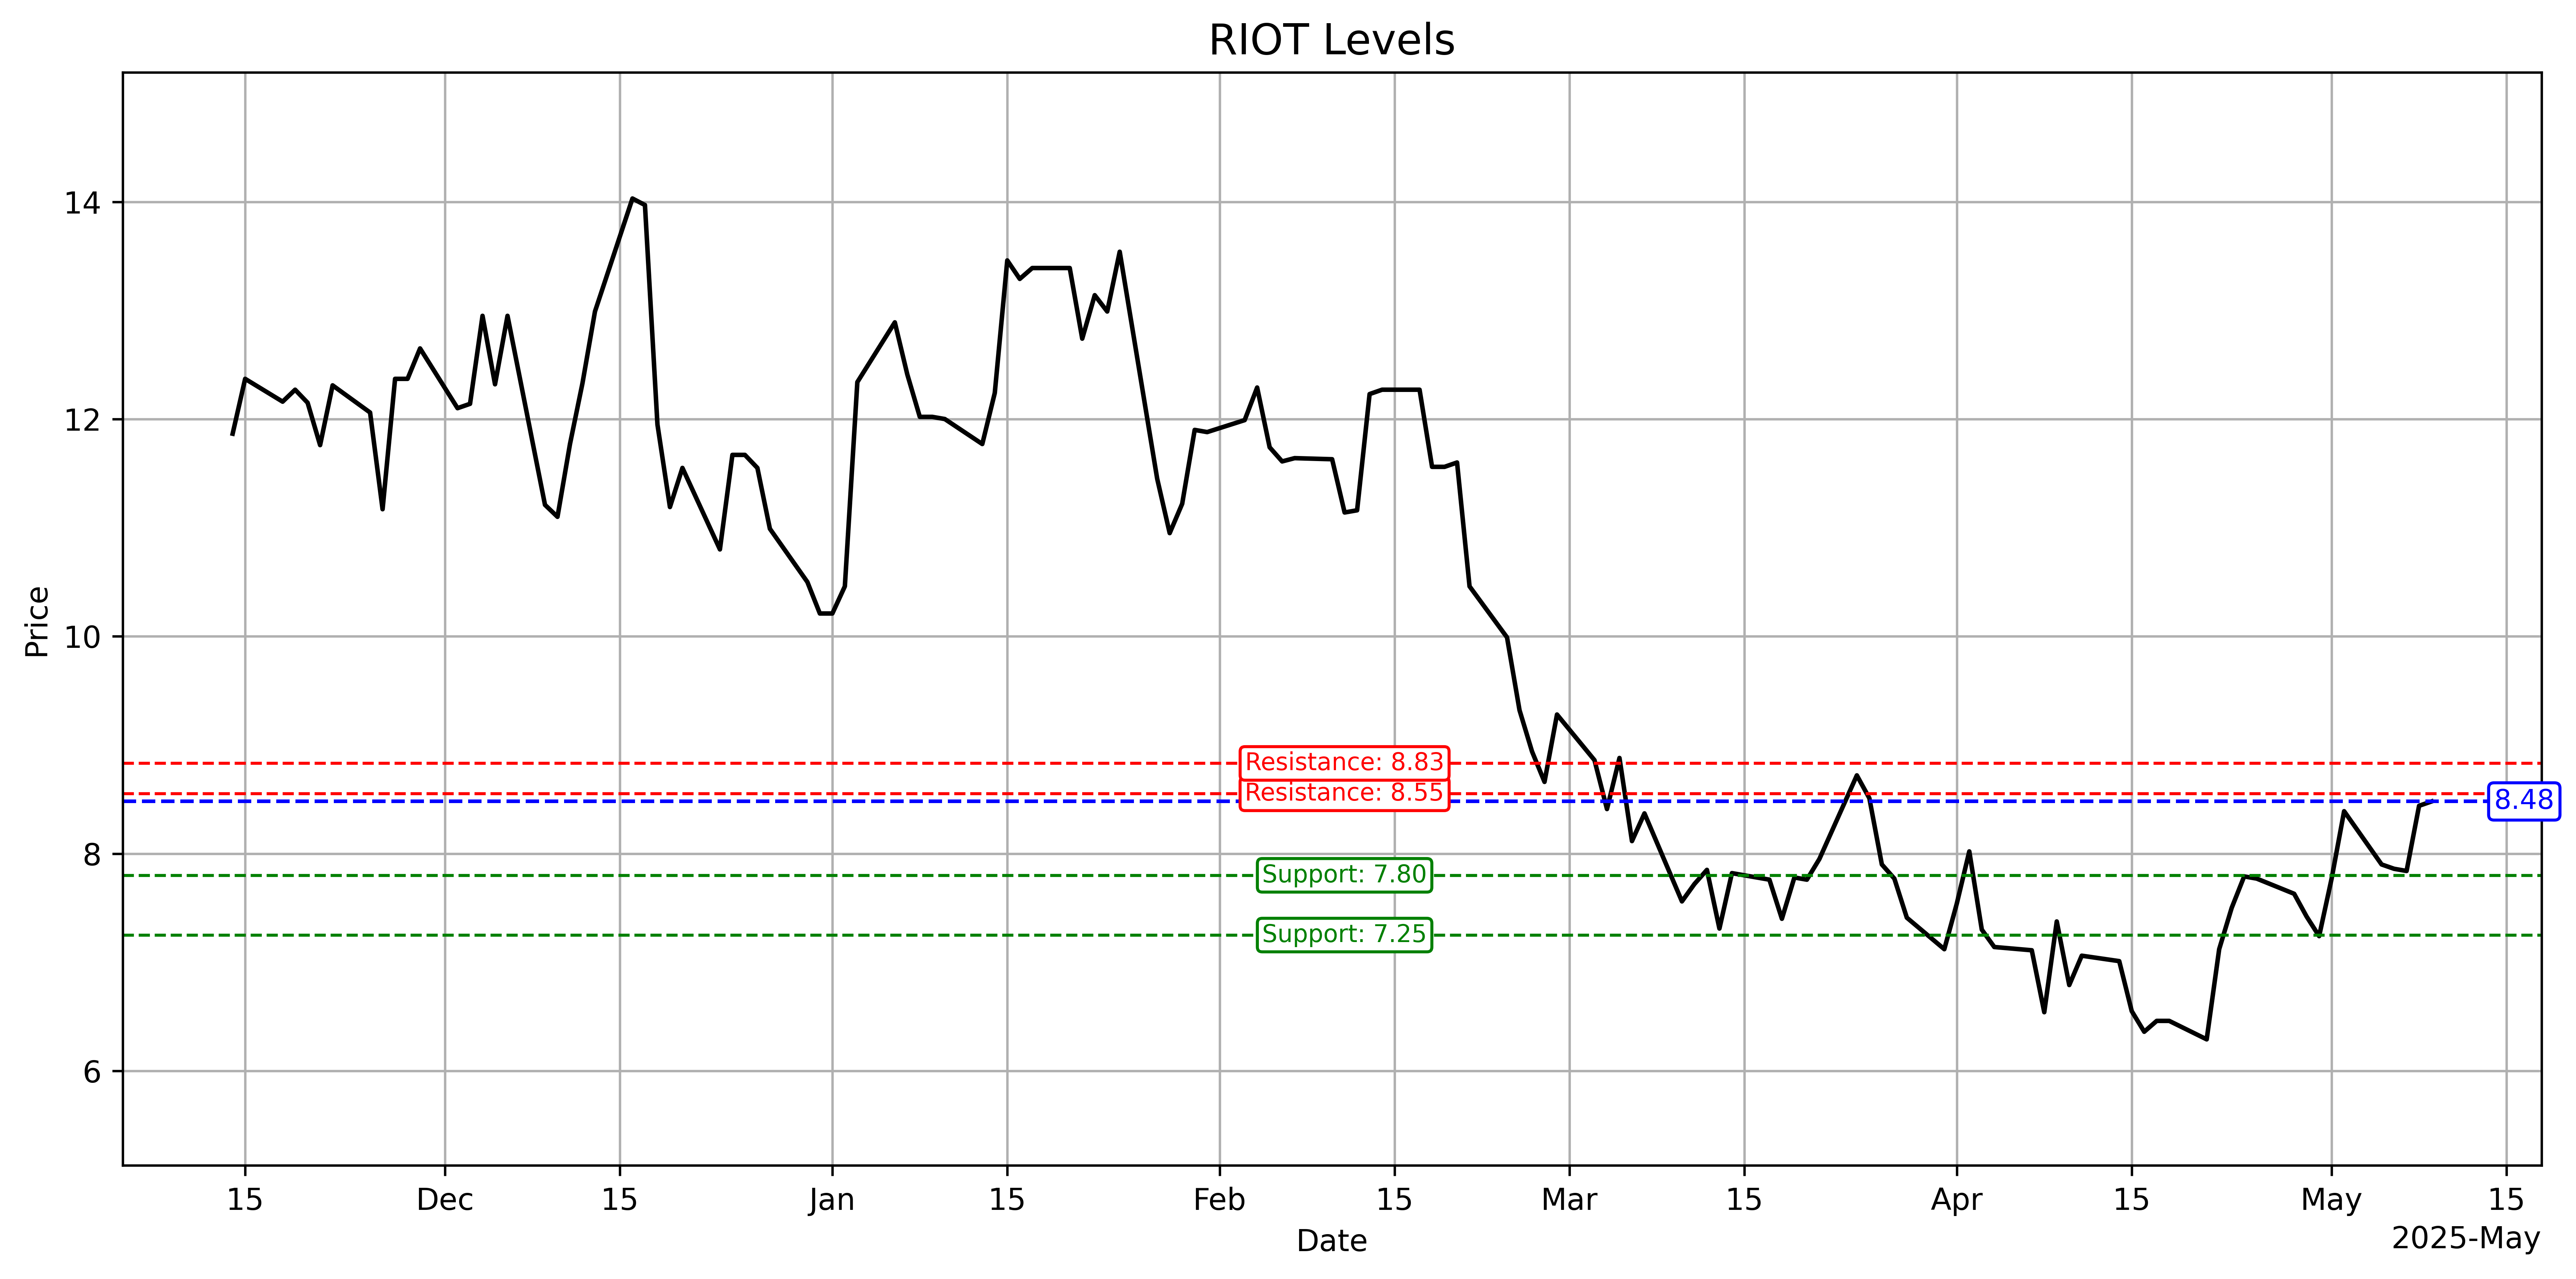 RIOT Levels
Price
14
12
10
8
6
Resistance: 8.83
Resistance: 8.55
8.48
Support: 7.80
Support: 7.25
15 Dec 15 Jan 15 Feb 15 Mar 15 Apr 15 May 15
Date
2025-May